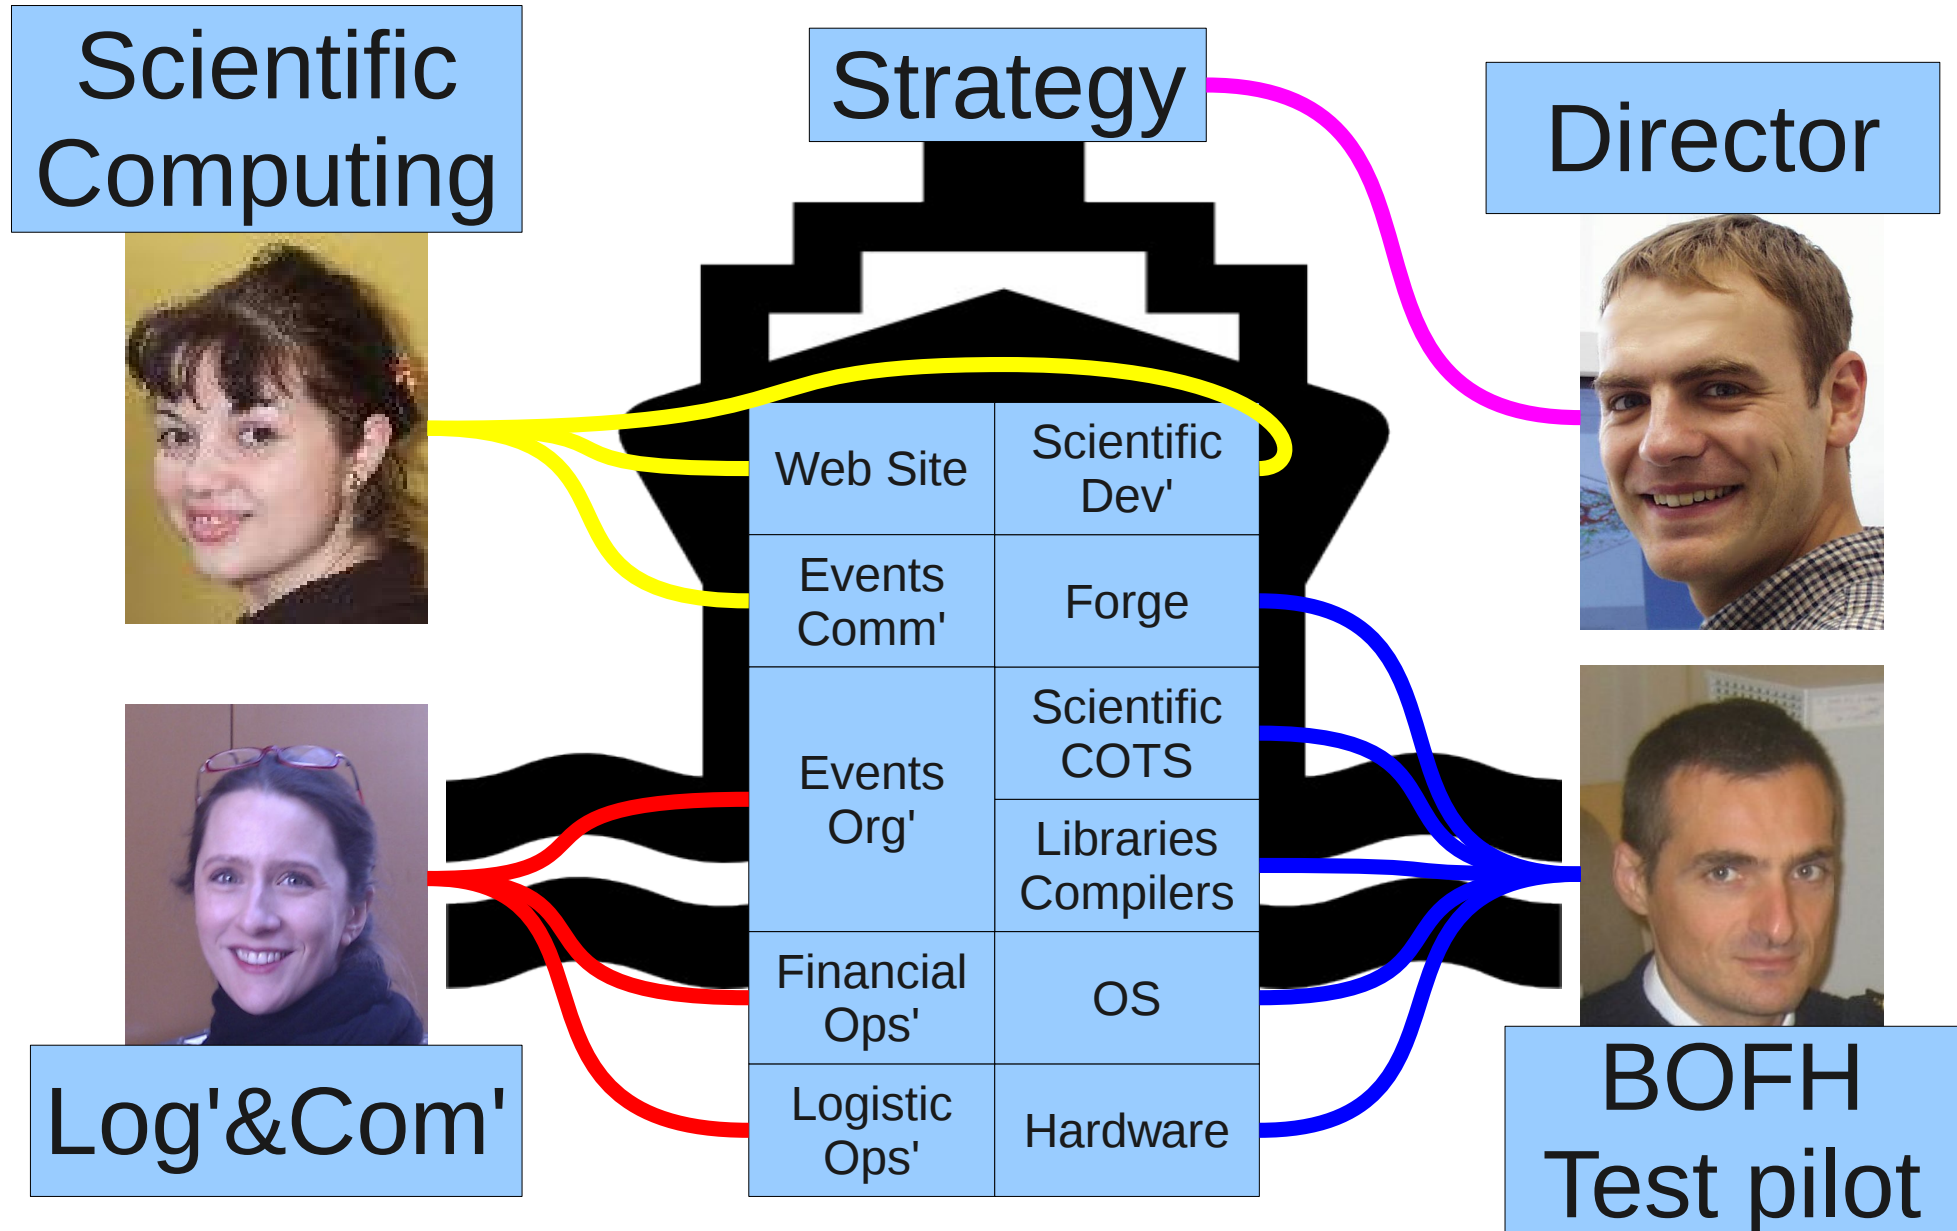 Scientific
Computing
Strategy
Director
Web Site
Scientific
Dev'
Events
Comm'
Forge
Events
Org'
Scientific
COTS
Libraries
Compilers
Financial
Ops'
OS
Logistic
Ops'
Hardware
Log'&Com'
BOFH
Test pilot